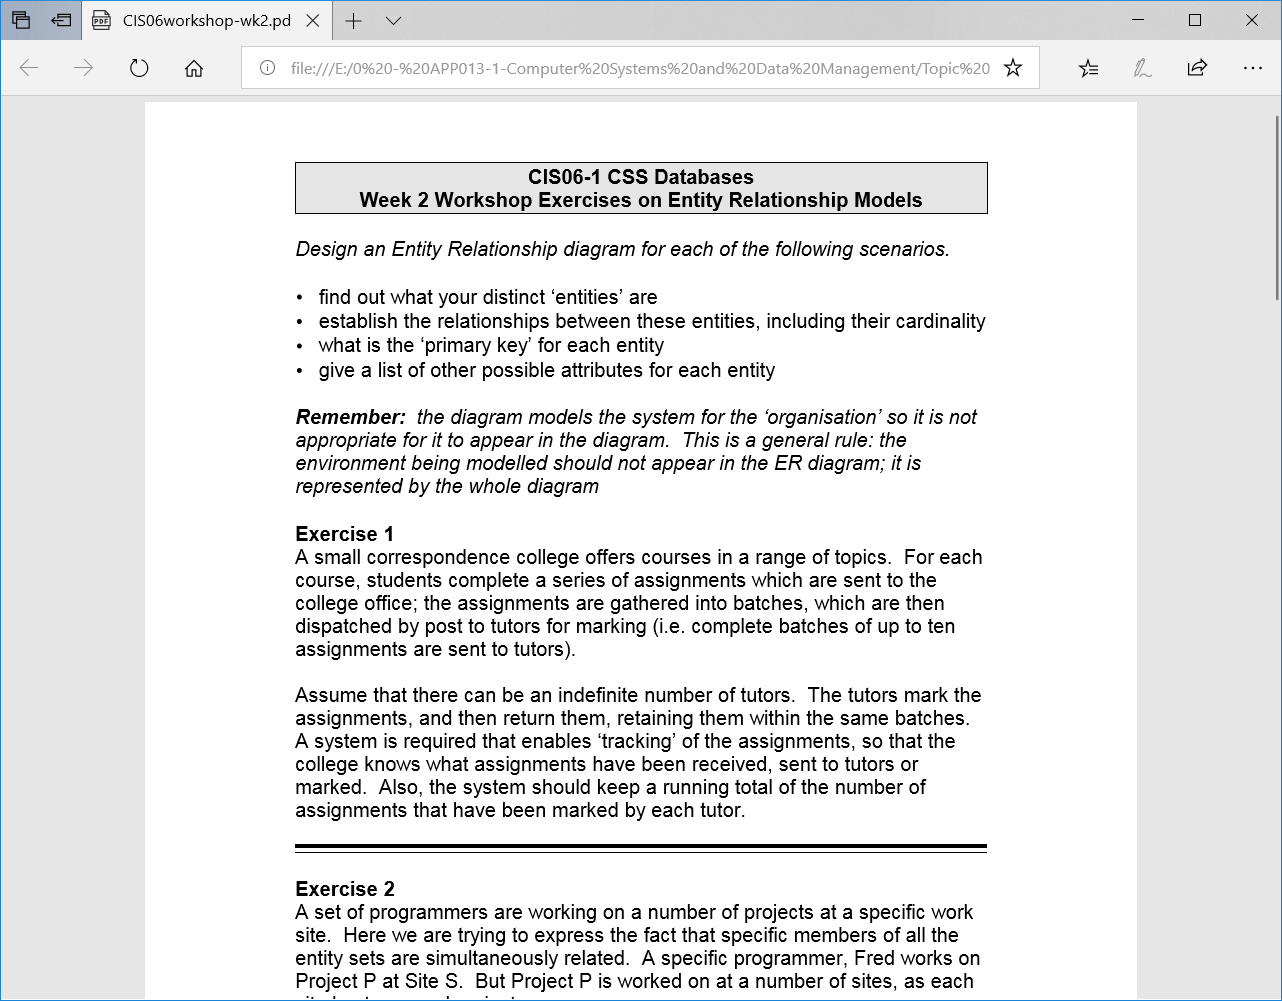 CIS06workshop-wk2.pd
file:///E:/0%20-%20APP013-1-Computer%20Systems%20and%20Data%20Management/Topic%20
CIS06-1 CSS Databases
Week 2 Workshop Exercises on Entity Relationship Models
Design an Entity Relationship diagram for each of the following scenarios.
• find out what your distinct ‘entities’ are
• establish the relationships between these entities, including their cardinality
• what is the ‘primary key’ for each entity
• give a list of other possible attributes for each entity
Remember:  the diagram models the system for the ‘organisation’ so it is not
appropriate for it to appear in the diagram.  This is a general rule: the
environment being modelled should not appear in the ER diagram; it is
represented by the whole diagram
Exercise 1
A small correspondence college offers courses in a range of topics.  For each
course, students complete a series of assignments which are sent to the
college office; the assignments are gathered into batches, which are then
dispatched by post to tutors for marking (i.e. complete batches of up to ten
assignments are sent to tutors).
Assume that there can be an indefinite number of tutors.  The tutors mark the
assignments, and then return them, retaining them within the same batches.
A system is required that enables ‘tracking’ of the assignments, so that the
college knows what assignments have been received, sent to tutors or
marked.  Also, the system should keep a running total of the number of
assignments that have been marked by each tutor.
Exercise 2
A set of programmers are working on a number of projects at a specific work
site.  Here we are trying to express the fact that specific members of all the
entity sets are simultaneously related.  A specific programmer, Fred works on
Project P at Site S.  But Project P is worked on at a number of sites, as each